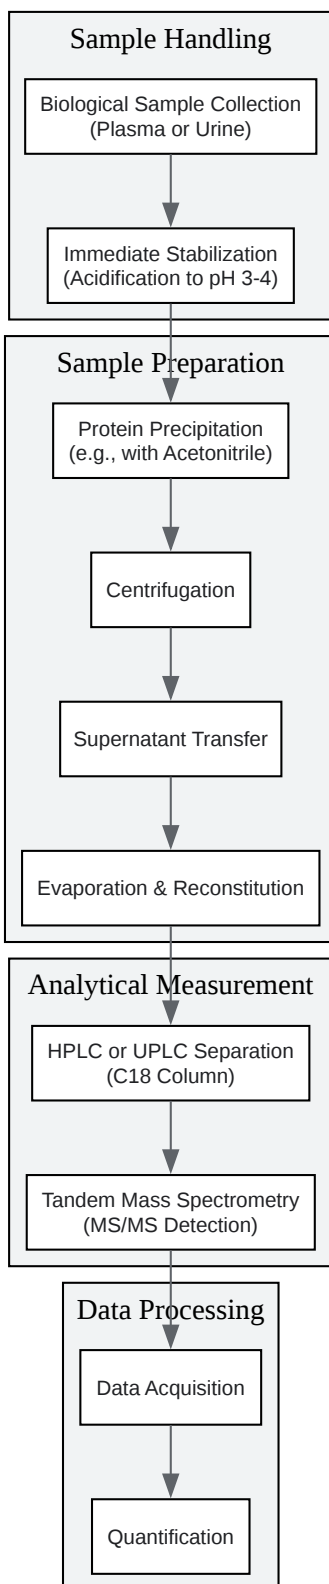 Sample Handling
Biological Sample Collection
(Plasma or Urine)
Immediate Stabilization
(Acidification to pH 3-4)
Sample Preparation
Protein Precipitation
(e.g., with Acetonitrile)
Centrifugation
Supernatant Transfer
Evaporation & Reconstitution
Analytical Measurement
HPLC or UPLC Separation
(C18 Column)
Tandem Mass Spectrometry
(MS/MS Detection)
Data Processing
Data Acquisition
Quantification